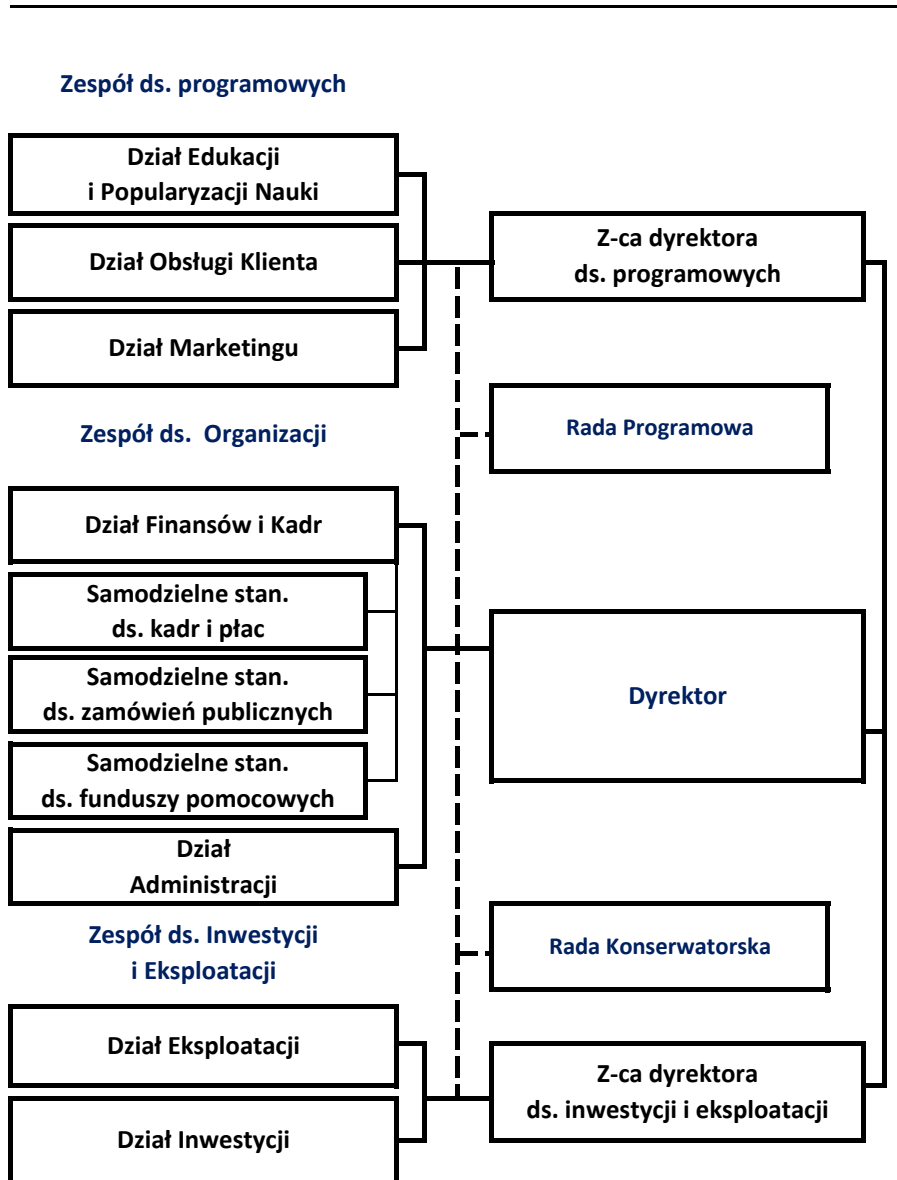 Zespół ds. programowych
Dział Edukacji
i Popularyzacji Nauki
Dział Obsługi Klienta
Dział Marketingu
Z-ca dyrektora
ds. programowych
Rada Programowa
Zespół ds. Organizacji
Dział Finansów i Kadr
Samodzielne stan.
ds. kadr i płac
Samodzielne stan.
ds. zamówień publicznych
Samodzielne stan.
ds. funduszy pomocowych
Dział
Administracji
Dyrektor
Rada Konserwatorska
Zespół ds. Inwestycji
i Eksploatacji
Dział Eksploatacji
Dział Inwestycji
Z-ca dyrektora
ds. inwestycji i eksploatacji